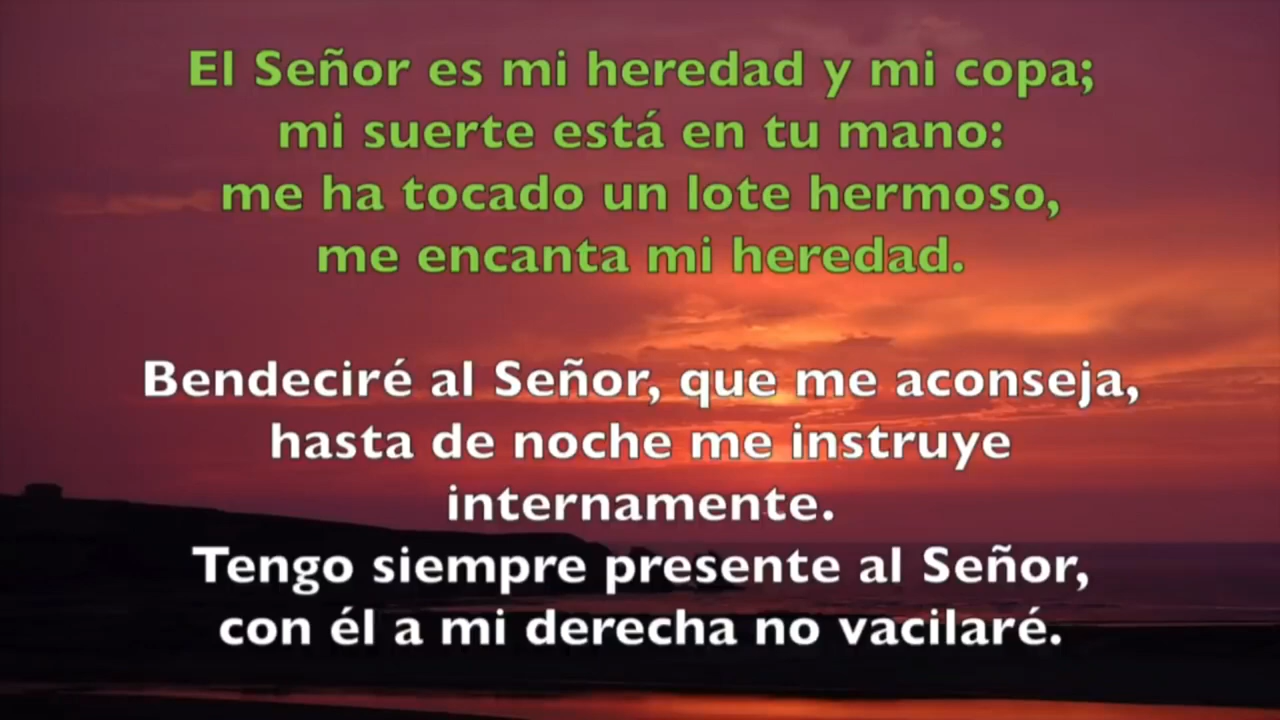 El Señor es mi heredad y mi copa;
mi suerte está en tu mano:
me ha tocado un lote hermoso,
me encanta mi heredad.
Bendeciré al Señor, que me aconseja,
hasta de noche me instruye
internamente.
Tengo siempre presente al Señor,
con él a mi derecha no vacilaré.